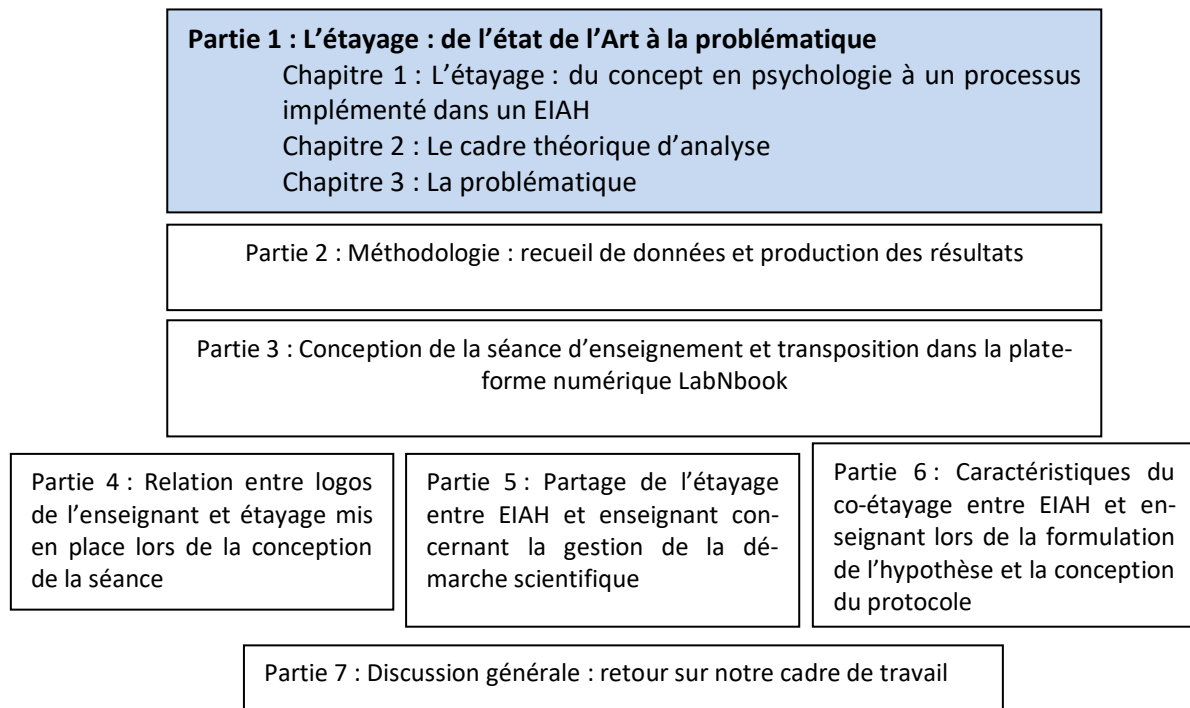 Partie 1 : L’étayage : de l’état de l’Art à la problématique
Chapitre 1 : L’étayage : du concept en psychologie à un processus
implémenté dans un EIAH
Chapitre 2 : Le cadre théorique d’analyse
Chapitre 3 : La problématique
Partie 2 : Méthodologie : recueil de données et production des résultats
Partie 3 : Conception de la séance d’enseignement et transposition dans la plate-
forme numérique LabNbook
Partie 4 : Relation entre logos
de l’enseignant et étayage mis
en place lors de la conception
de la séance
Partie 5 : Partage de l’étayage
entre EIAH et enseignant con-
cernant la gestion de la dé-
marche scientifique
Partie 6 : Caractéristiques du
co-étayage entre EIAH et en-
seignant lors de la formulation
de l’hypothèse et la conception
du protocole
Partie 7 : Discussion générale : retour sur notre cadre de travail